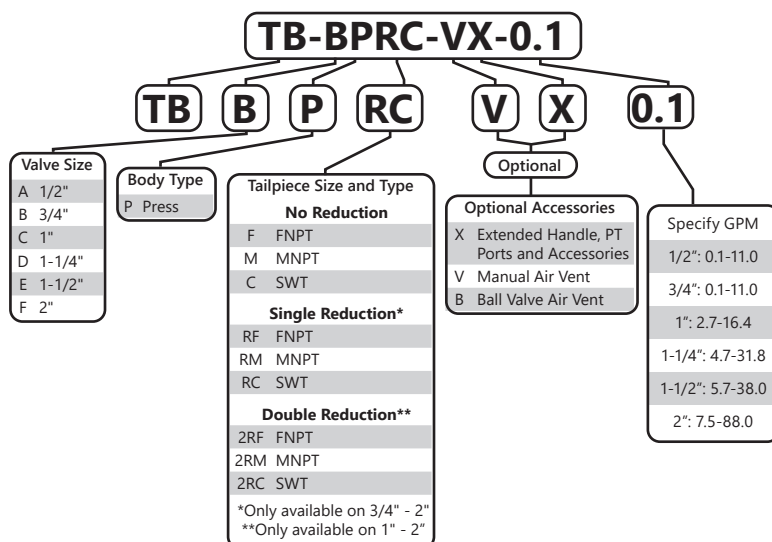 TB-BPRC-VX-0.1
TB B P RC V X 0.1
Valve Size
A 1/2"
B 3/4"
C 1"
D 1-1/4"
E 1-1/2"
F 2"
Body Type
P Press
Tailpiece Size and Type
No Reduction
F FNPT
M MNPT
C SWT
Single Reduction*
RF FNPT
RM MNPT
RC SWT
Double Reduction**
2RF FNPT
2RM MNPT
2RC SWT
*Only available on 3/4" - 2"
**Only available on 1" - 2"
Optional
Optional Accessories
X Extended Handle, PT
Ports and Accessories
V Manual Air Vent
B Ball Valve Air Vent
Specify GPM
1/2": 0.1-11.0
3/4": 0.1-11.0
1": 2.7-16.4
1-1/4": 4.7-31.8
1-1/2": 5.7-38.0
2": 7.5-88.0